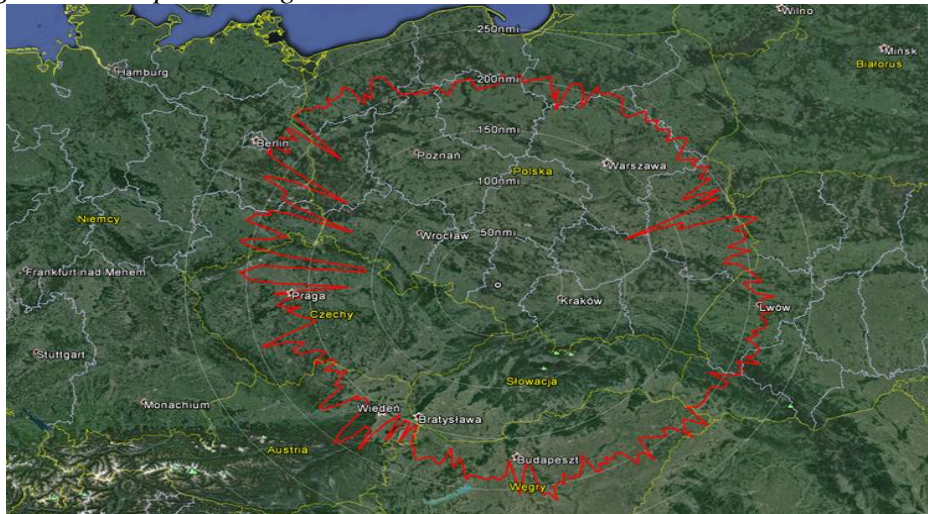 Wilno
250nmi
Mińsk
Białoruś
Hamburg
200nmi
Berlin
150nmi
Poznań
Warszawa
Polska
100nmi
Niemcy
50nmi
Wrocław
Frankfurt nad Menem
Praga
Kraków
Lwów
Czechy
Stuttgart
Słowacja
Monachium
Wiedeń
Bratysława
Austria
Budapeszt
Węgry